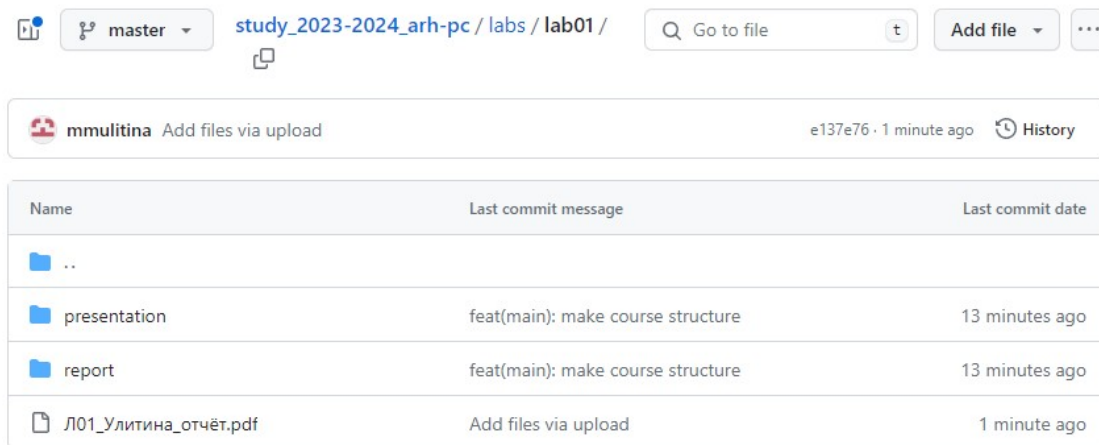 master study_2023-2024_arh-pc / labs / lab01 / Go to file t Add file ...
mmulitina Add files via upload e137e76 · 1 minute ago History
Name Last commit message Last commit date
..
presentation feat(main): make course structure 13 minutes ago
report feat(main): make course structure 13 minutes ago
Л01_Улитина_отчёт.pdf Add files via upload 1 minute ago